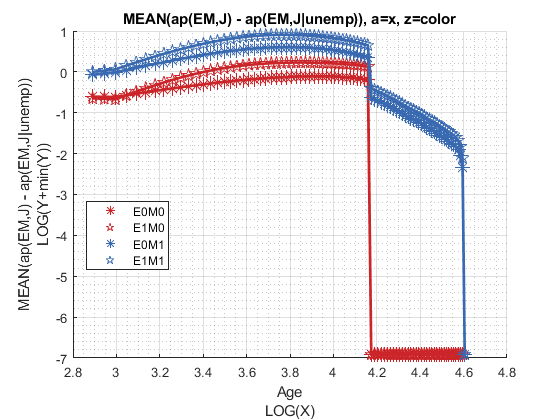 MEAN(ap(EM,J) - ap(EM,J|unemp)), a=x, z=color
MEAN(ap(EM,J) - ap(EM,J|unemp))
LOG(Y+min(Y))
1
0
-1
-2
-3
-4
-5
-6
-7
E0M0
E1M0
E0M1
E1M1
2.8
3
3.2
3.4
3.6
3.8
4
4.2
4.4
4.6
4.8
Age
LOG(X)